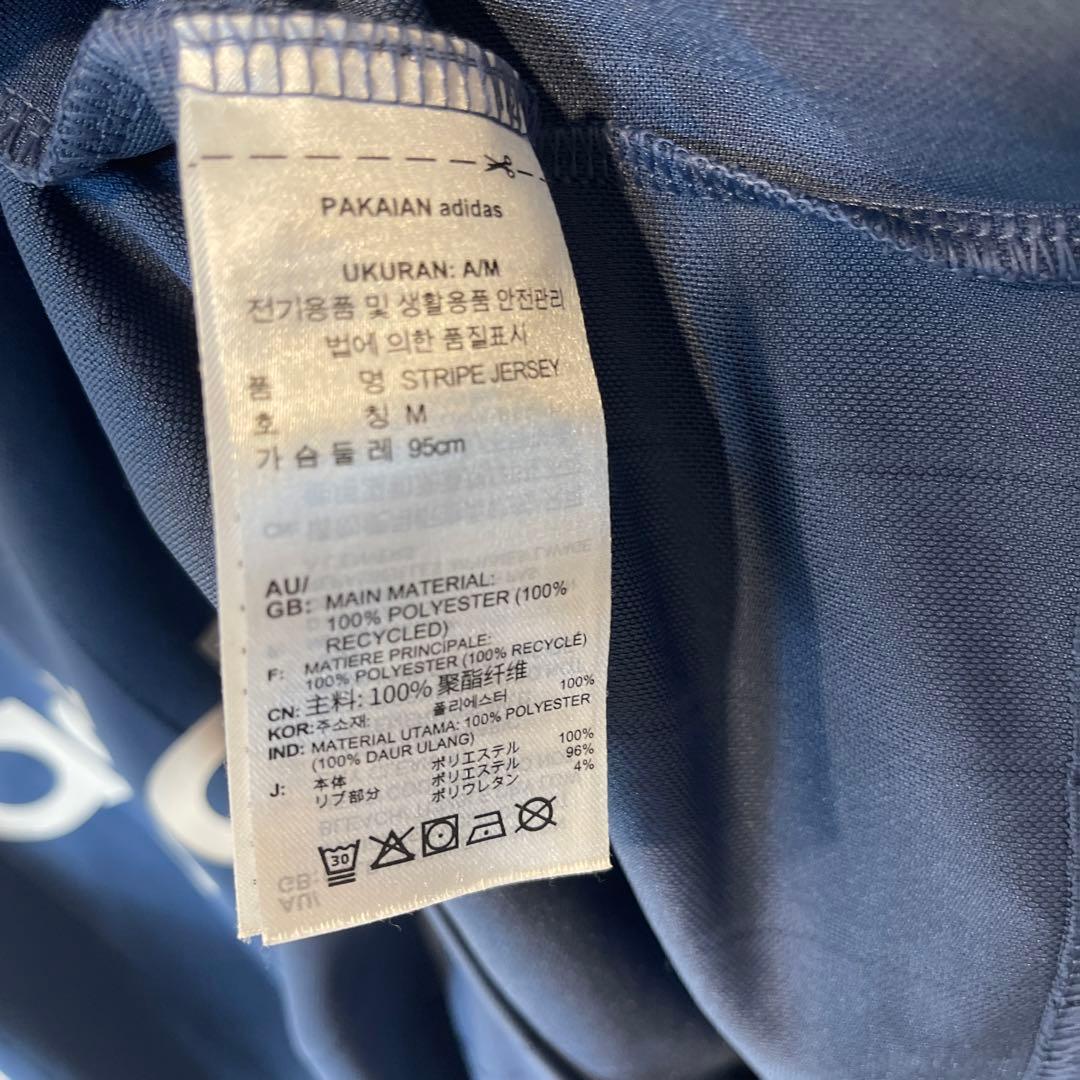 PAKAIAN adidas
UKURAN: A/M
전기용품 및 생활용품 안전관리
법에 의한 품질표시
품 명 STRIPE JERSEY
호 칭 M
가 슴 둘 레 95cm
AU/
GB: MAIN MATERIAL:
100% POLYESTER (100%
RECYCLED)
F: MATIERE PRINCIPALE:
100% POLYESTER (100% RECYCLÉ)
CN: 主料: 100% 聚酯纤维
KOR: 주소재: 폴리에스터 100%
IND: MATERIAL UTAMA: 100% POLYESTER
(100% DAUR ULANG)
J: 本体 ポリエステル 100%
リブ部分 ポリエステル 96%
ポリウレタン 4%
30